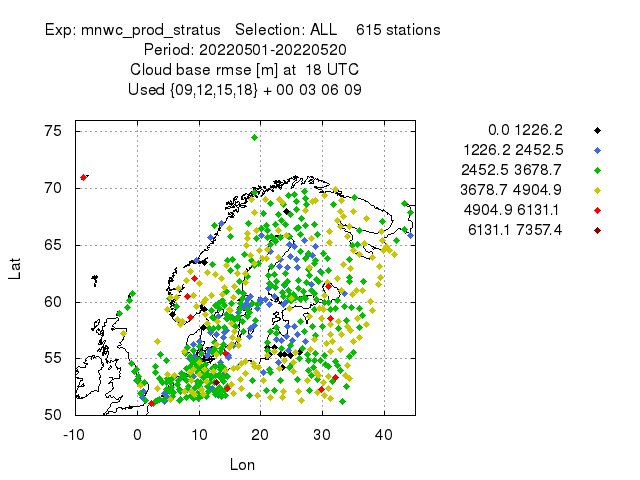 Exp: mnwc_prod_stratus Selection: ALL 615 stations
Period: 20220501-20220520
Cloud base rmse [m] at 18 UTC
Used {09,12,15,18} + 00 03 06 09
0.0 1226.2
1226.2 2452.5
2452.5 3678.7
3678.7 4904.9
4904.9 6131.1
6131.1 7357.4
75
70
65
60
55
50
Lat
-10 0 10 20 30 40
Lon